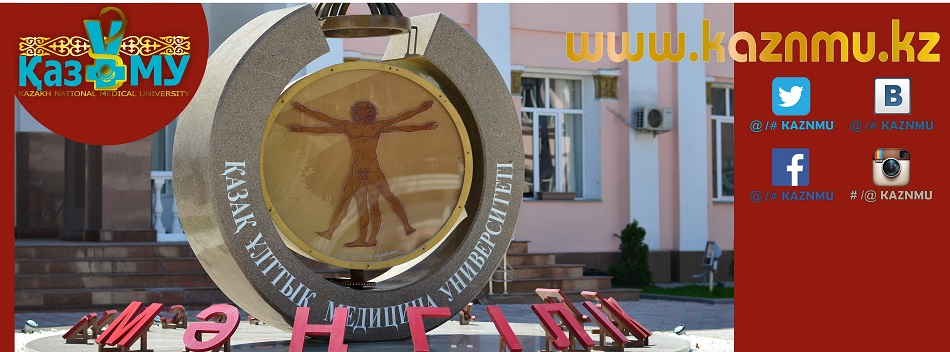 ҚазҰМУ
KAZAKH NATIONAL MEDICAL UNIVERSITY
www.kaznmu.kz
@ /# KAZNMU
@ /# KAZNMU
@ /# KAZNMU
# /@ KAZNMU
ҚАЗАҚ ҰЛТТЫҚ МЕДИЦИНА УНИВЕРСИТЕТІ
МӘҢГІЛІК